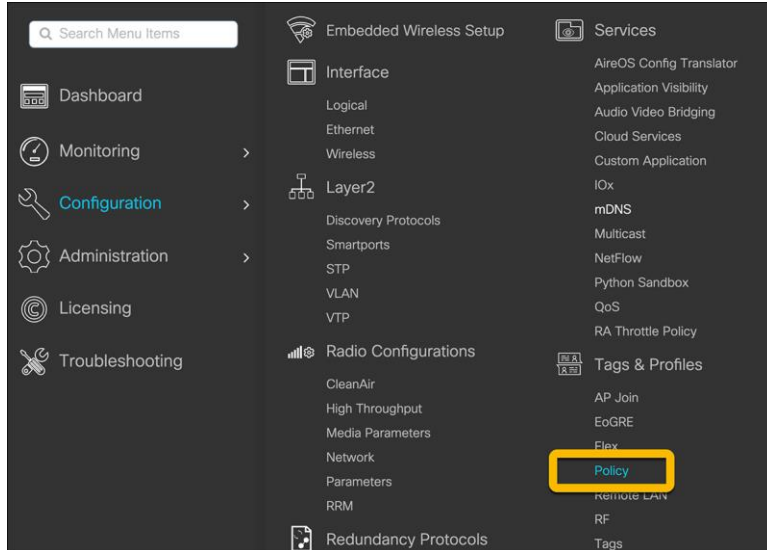 Search Menu Items
Dashboard
Monitoring
Configuration
Administration
Licensing
Troubleshooting
Embedded Wireless Setup
Interface
Logical
Ethernet
Wireless
Layer2
Discovery Protocols
Smartports
STP
VLAN
VTP
Radio Configurations
CleanAir
High Throughput
Media Parameters
Network
Parameters
RRM
Redundancy Protocols
Services
AireOS Config Translator
Application Visibility
Audio Video Bridging
Cloud Services
Custom Application
IOx
mDNS
Multicast
NetFlow
Python Sandbox
QoS
RA Throttle Policy
Tags & Profiles
AP Join
EoGRE
Flex
Policy
Remote LAN
RF
Tags